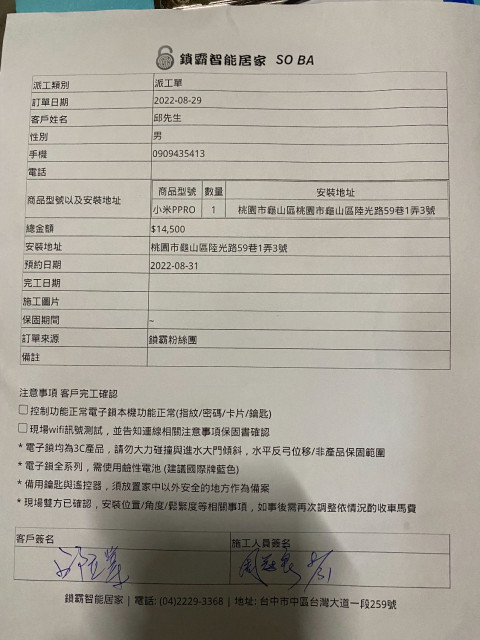 鎖霸智能居家 SO BA
派工類別 派工單
訂單日期 2022-08-29
客戶姓名 邱先生
性別 男
手機 0909435413
電話
商品型號以及安裝地址 商品型號 數量 安裝地址
小米PPRO 1 桃園市龜山區桃園市龜山區陸光路59巷1弄3號
總金額 $14,500
安裝地址 桃園市龜山區陸光路59巷1弄3號
預約日期 2022-08-31
完工日期
施工圖片
保固期間 ~
訂單來源 鎖霸粉絲團
備註
注意事項 客戶完工確認
控制功能正常電子鎖本機功能正常(指紋/密碼/卡片/鑰匙)
現場wifi訊號測試，並告知連線相關注意事項保固書確認
* 電子鎖均為3C產品，請勿大力碰撞與進水大門傾斜，水平反弓位移/非產品保固範圍
* 電子鎖全系列，需使用鹼性電池 (建議國際牌藍色)
* 備用鑰匙與遙控器，須放置家中以外安全的地方作為備案
* 現場雙方已確認，安裝位置/角度/鬆緊度等相關事項，如事後需再次調整依情況酌收車馬費
客戶簽名 施工人員簽名
8/31
鎖霸智能居家 | 電話: (04)2229-3368 | 地址: 台中市中區台灣大道一段259號